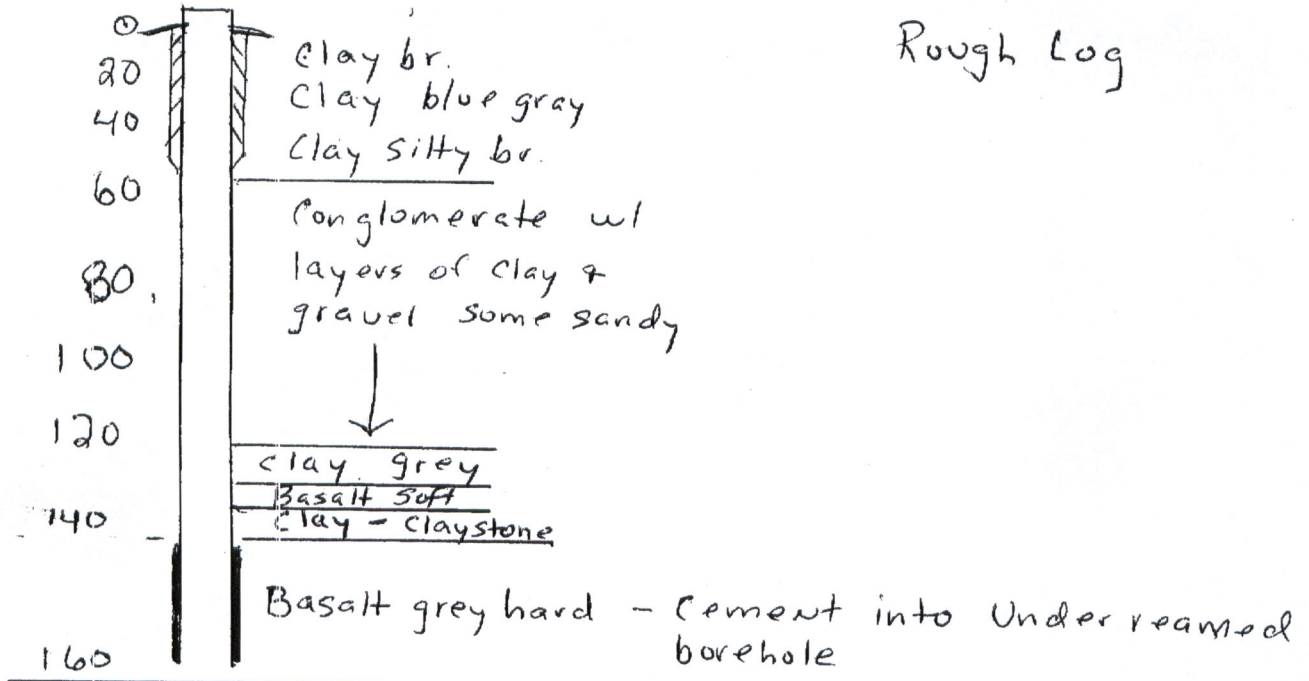 Rough Log
0
20
40
60
80
100
120
140
160
Clay br.
Clay blue gray
Clay Silty br.
Conglomerate w/
layers of Clay &
gravel some sandy
clay grey
Basalt Soft
Clay - Claystone
Basalt grey hard - Cement into Underreamed
borehole